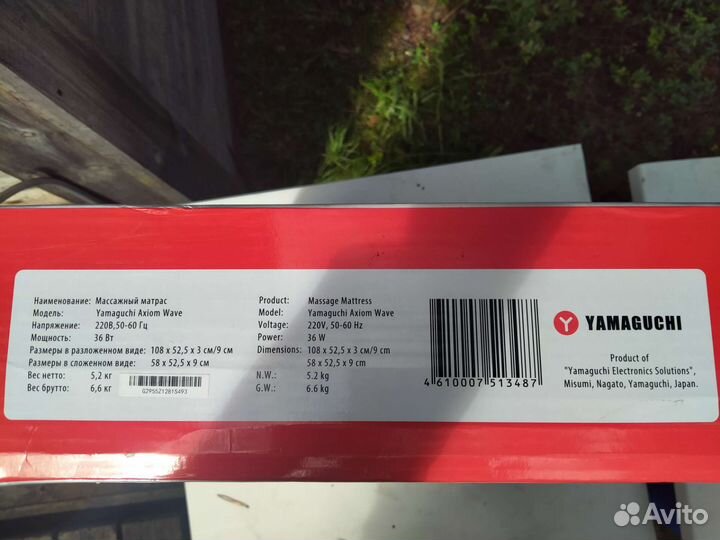 Наименование: Массажный матрас
Модель: Yamaguchi Axiom Wave
Напряжение: 220В,50-60 Гц
Мощность: 36 Вт
Размеры в разложенном виде: 108 x 52,5 x 3 см/9 см
Размеры в сложенном виде: 58 x 52,5 x 9 см
Вес нетто: 5,2 кг
Вес брутто: 6,6 кг
G7955Z12815493
Product: Massage Mattress
Model: Yamaguchi Axiom Wave
Voltage: 220V, 50-60 Hz
Power: 36 W
Dimensions: 108 x 52,5 x 3 cм/9 cм
58 x 52,5 x 9 cм
N.W.: 5.2 kg
G.W.: 6.6 kg
4 610007 513487
Y YAMAGUCHI
Product of
"Yamaguchi Electronics Solutions",
Misumi, Nagato, Yamaguchi, Japan.
Avito